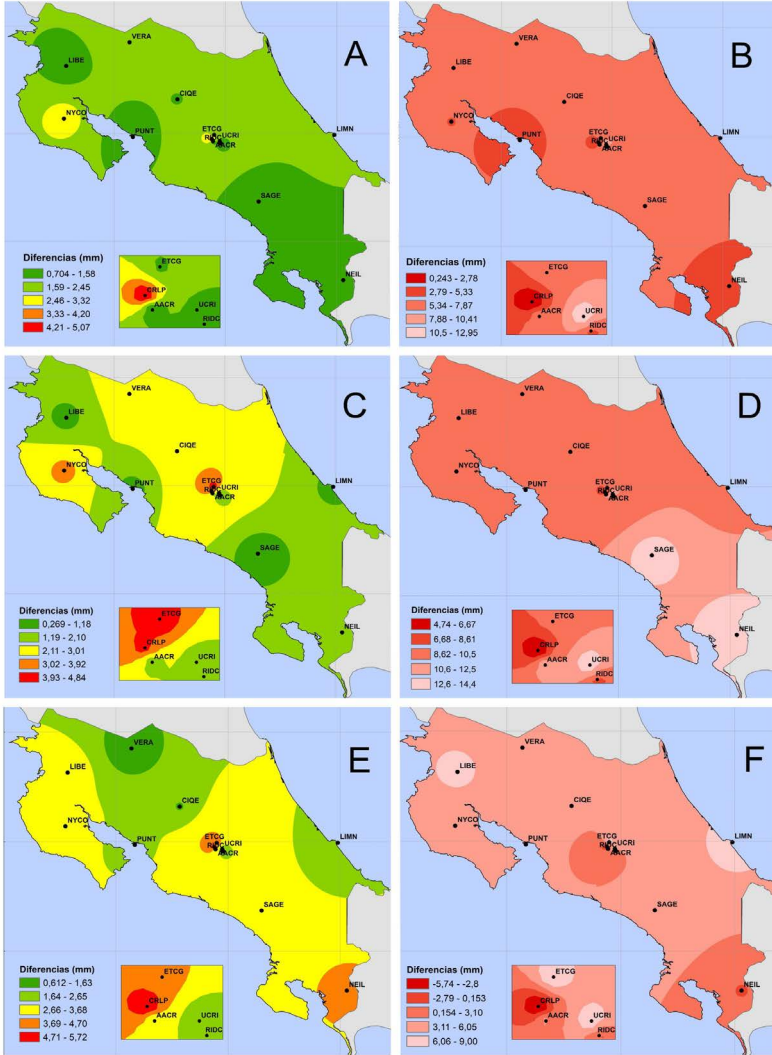 A
VERA
LIBE
CIQE
NYCO
PUNT
ETCG
UCRI
AACR
LIMN
SAGE
NEIL
Diferencias (mm)
0,704 - 1,58
1,59 - 2,45
2,46 - 3,32
3,33 - 4,20
4,21 - 5,07
ETCG
CRLP
AACR
UCRI
RIDC
B
VERA
LIBE
CIQE
NYCO
PUNT
ETCG
UCRI
AACR
LIMN
SAGE
NEIL
Diferencias (mm)
0,243 - 2,78
2,79 - 5,33
5,34 - 7,87
7,88 - 10,41
10,5 - 12,95
ETCG
CRLP
AACR
UCRI
RIDC
C
VERA
LIBE
CIQE
NYCO
PUNT
ETCG
UCRI
AACR
LIMN
SAGE
NEIL
Diferencias (mm)
0,269 - 1,18
1,19 - 2,10
2,11 - 3,01
3,02 - 3,92
3,93 - 4,84
ETCG
CRLP
AACR
UCRI
RIDC
D
VERA
LIBE
CIQE
NYCO
PUNT
ETCG
UCRI
AACR
LIMN
SAGE
NEIL
Diferencias (mm)
4,74 - 6,67
6,68 - 8,61
8,62 - 10,5
10,6 - 12,5
12,6 - 14,4
ETCG
CRLP
AACR
UCRI
RIDC
E
VERA
LIBE
CIQE
NYCO
PUNT
ETCG
UCRI
AACR
LIMN
SAGE
NEIL
Diferencias (mm)
0,612 - 1,63
1,64 - 2,65
2,66 - 3,68
3,69 - 4,70
4,71 - 5,72
ETCG
CRLP
AACR
UCRI
RIDC
F
VERA
LIBE
CIQE
NYCO
PUNT
ETCG
UCRI
AACR
LIMN
SAGE
NEIL
Diferencias (mm)
-5,74 - -2,8
-2,79 - 0,153
0,154 - 3,10
3,11 - 6,05
6,06 - 9,00
ETCG
CRLP
AACR
UCRI
RIDC